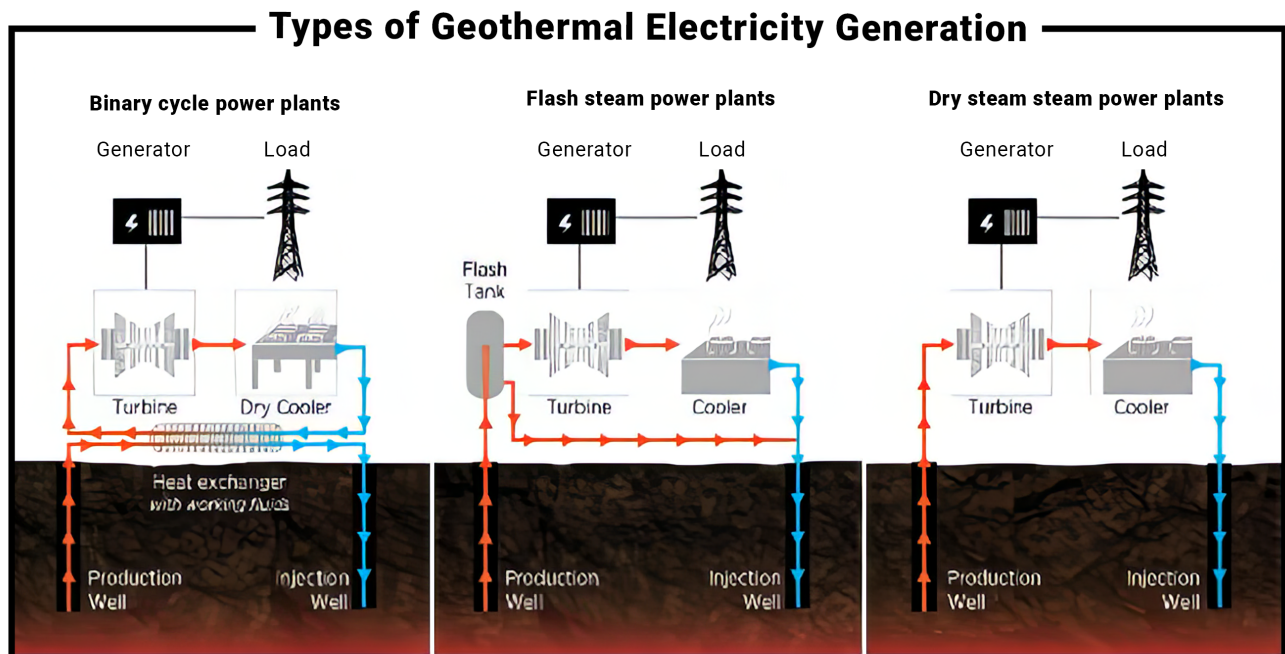 Types of Geothermal Electricity Generation
Binary cycle power plants
Generator
Load
Turbine
Dry Cooler
Heat exchanger
with working fluids
Production
Well
Injection
Well
Flash steam power plants
Generator
Load
Flash
Tank
Turbine
Cooler
Production
Well
Injection
Well
Dry steam steam power plants
Generator
Load
Turbine
Cooler
Production
Well
Injection
Well